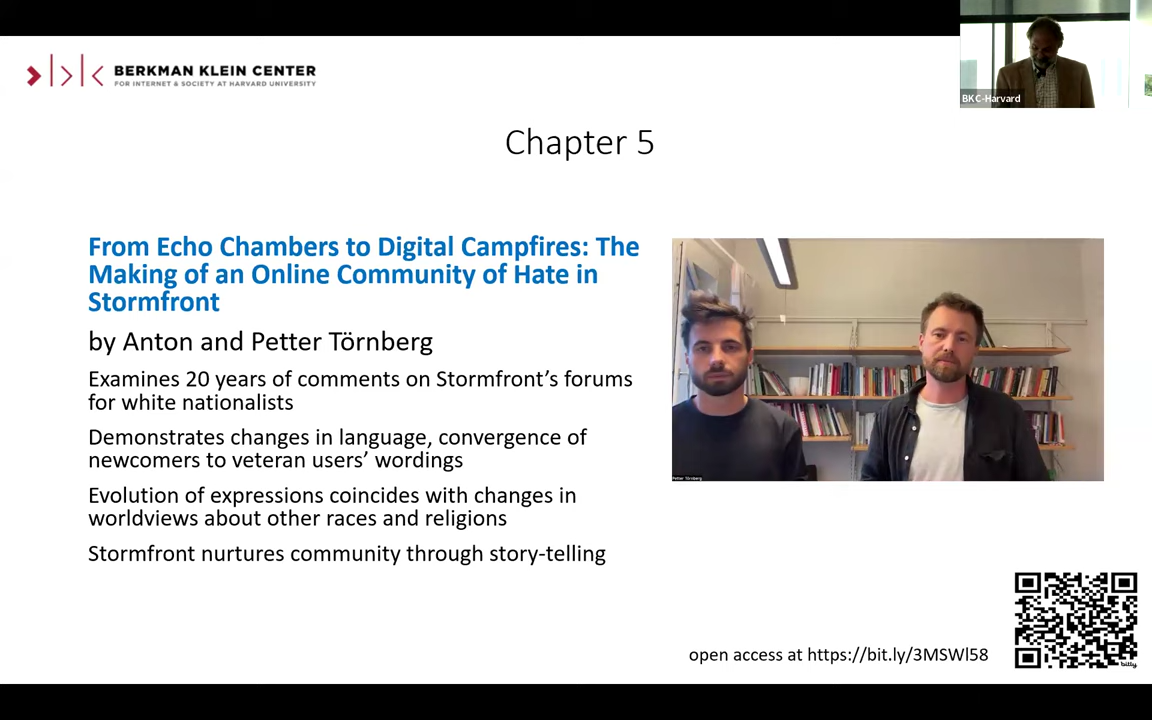 BERKMAN KLEIN CENTER
FOR INTERNET & SOCIETY AT HARVARD UNIVERSITY
BKC-Harvard
Chapter 5
From Echo Chambers to Digital Campfires: The
Making of an Online Community of Hate in
Stormfront
by Anton and Petter Törnberg
Examines 20 years of comments on Stormfront’s forums
for white nationalists
Demonstrates changes in language, convergence of
newcomers to veteran users’ wordings
Evolution of expressions coincides with changes in
worldviews about other races and religions
Stormfront nurtures community through story-telling
Petter Törnberg
open access at https://bit.ly/3MSWl58
bitly